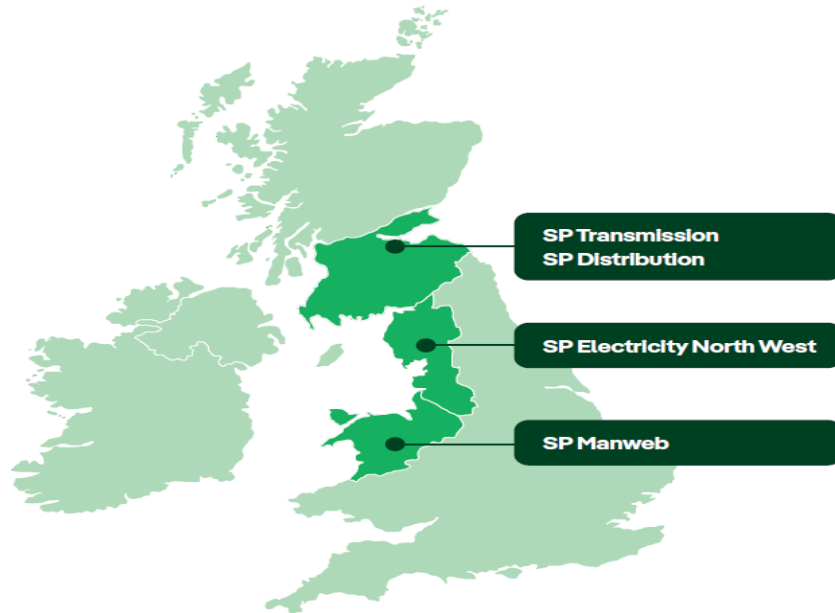 SP Transmission
SP Distribution
SP Electricity North West
SP Manweb